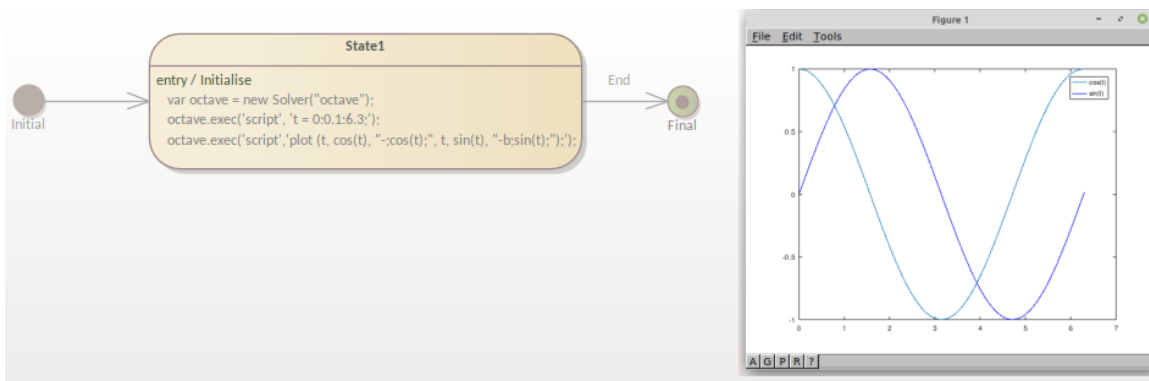 State1
entry / Initialise
var octave = new Solver("octave");
octave.exec('script', 't = 0:0.1:6.3;');
octave.exec('script','plot (t, cos(t), "-;cos(t);", t, sin(t), "-b;sin(t);");');
Initial
End
Final
Figure 1
File Edit Tools
1
0.5
0
-0.5
-1
0 1 2 3 4 5 6 7
cos(t)
sin(t)
A G P R ?